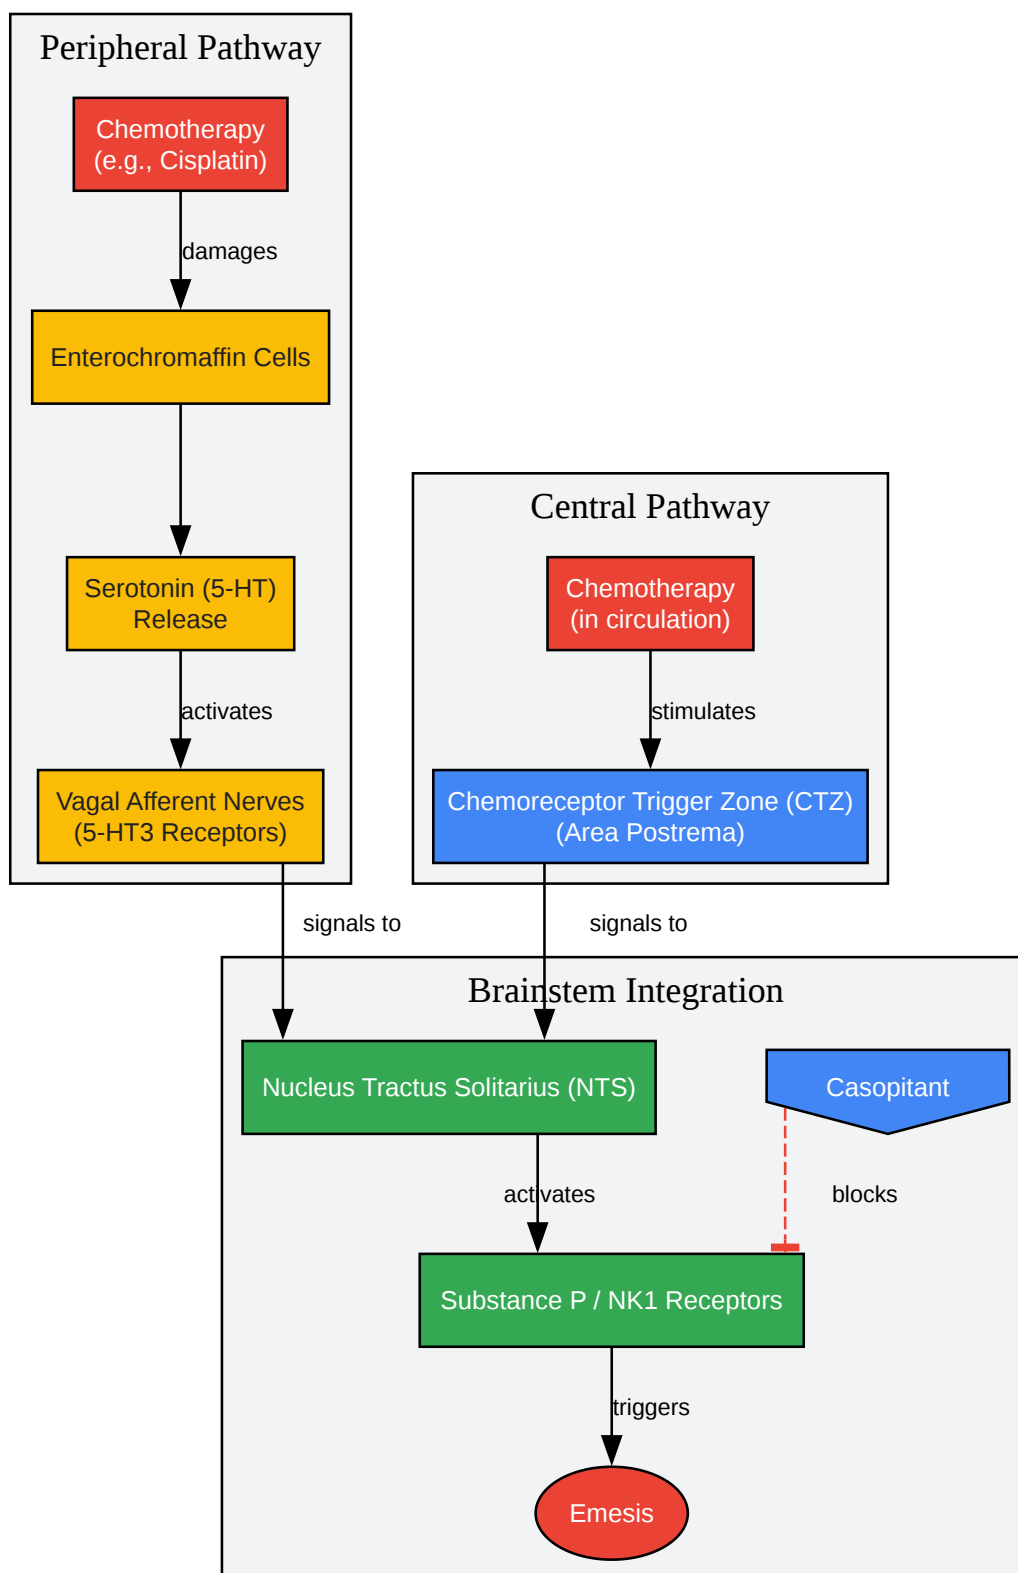 Peripheral Pathway
Chemotherapy
(e.g., Cisplatin)
damages
Enterochromaffin Cells
Serotonin (5-HT)
Release
activates
Vagal Afferent Nerves
(5-HT3 Receptors)
signals to
Central Pathway
Chemotherapy
(in circulation)
stimulates
Chemoreceptor Trigger Zone (CTZ)
(Area Postrema)
signals to
Brainstem Integration
Nucleus Tractus Solitarius (NTS)
Casopitant
activates
blocks
Substance P / NK1 Receptors
triggers
Emesis